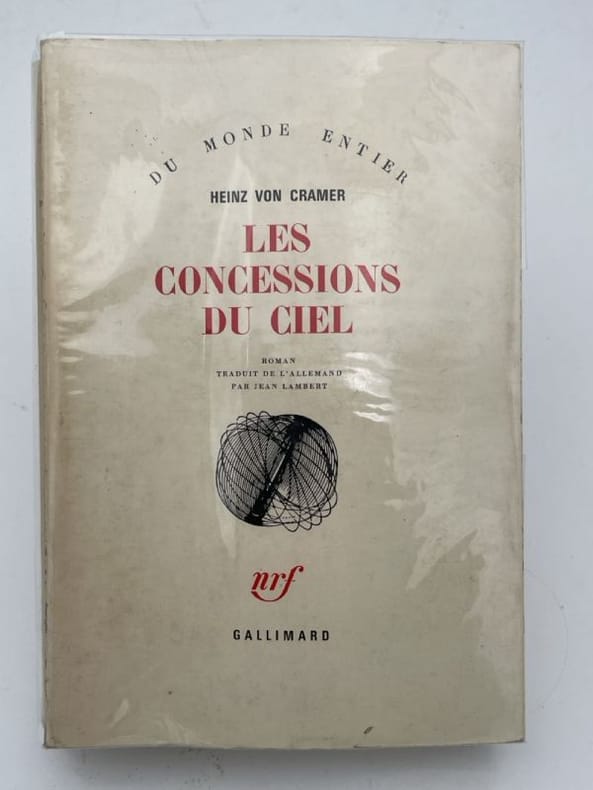 DU MONDE ENTIER
HEINZ VON CRAMER
LES
CONCESSIONS
DU CIEL
ROMAN
TRADUIT DE L'ALLEMAND
PAR JEAN LAMBERT
nrf
GALLIMARD